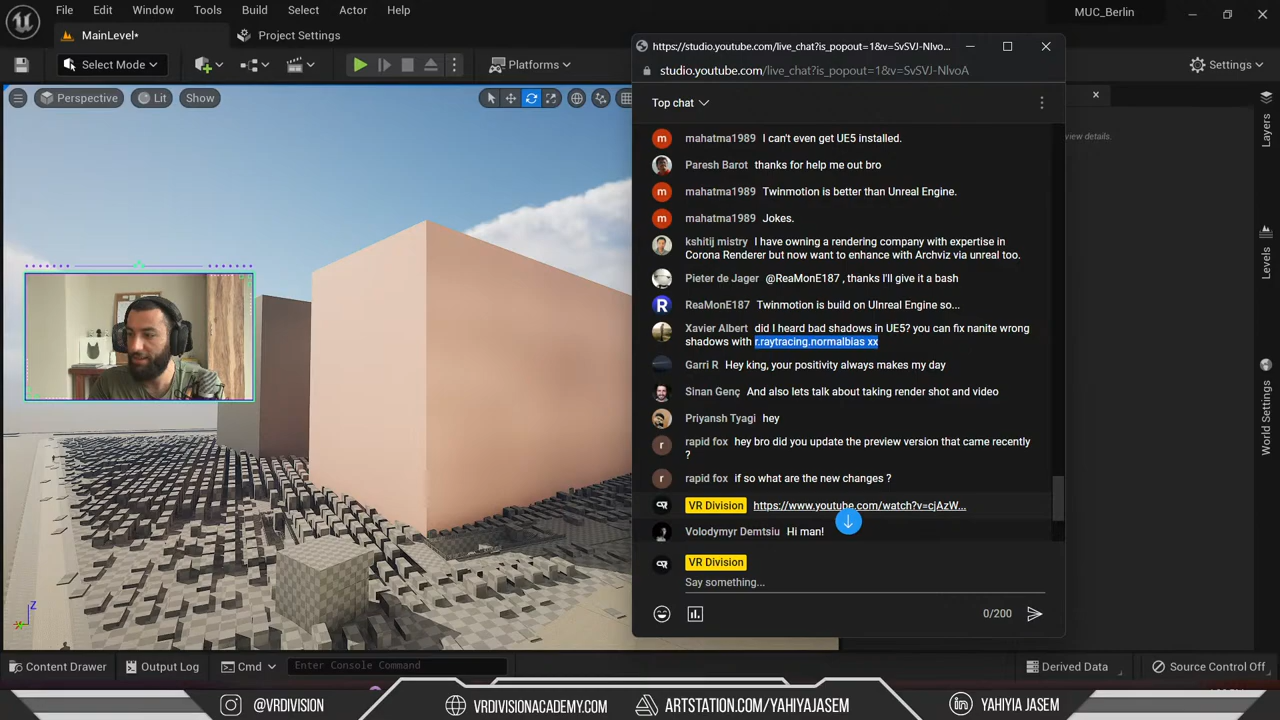 File Edit Window Tools Build Select Actor Help
MUC_Berlin
MainLevel•
Project Settings
Select Mode
Platforms
Settings
Perspective
Lit
Show
https://studio.youtube.com/live_chat?is_popout=1&v=SvSVJ-NIvo...
studio.youtube.com/live_chat?is_popout=1&v=SvSVJ-NIvoA
Top chat
mahatma1989 I can't even get UE5 installed.
Paresh Barot thanks for help me out bro
mahatma1989 Twinmotion is better than Unreal Engine.
mahatma1989 Jokes.
kshitij mistry I have owning a rendering company with expertise in
Corona Renderer but now want to enhance with Archviz via unreal too.
Pieter de Jager @ReaMonE187 , thanks I'll give it a bash
ReaMonE187 Twinmotion is build on UInreal Engine so...
Xavier Albert did I heard bad shadows in UE5? you can fix nanite wrong
shadows with r.raytracing.normalbias xx
Garri R Hey king, your positivity always makes my day
Sinan Genç And also lets talk about taking render shot and video
Priyansh Tyagi hey
rapid fox hey bro did you update the preview version that came recently
?
rapid fox if so what are the new changes ?
VR Division https://www.youtube.com/watch?v=cjAzW...
Volodymyr Demtsiu Hi man!
VR Division
Say something...
0/200
view details.
Layers
Levels
World Settings
Z
Content Drawer
Output Log
Cmd
Enter Console Command
Derived Data
Source Control Off
@VRDIVISION
VRDIVISIONACADEMY.COM
ARTSTATION.COM/YAHIYAJASEM
YAHIYIA JASEM